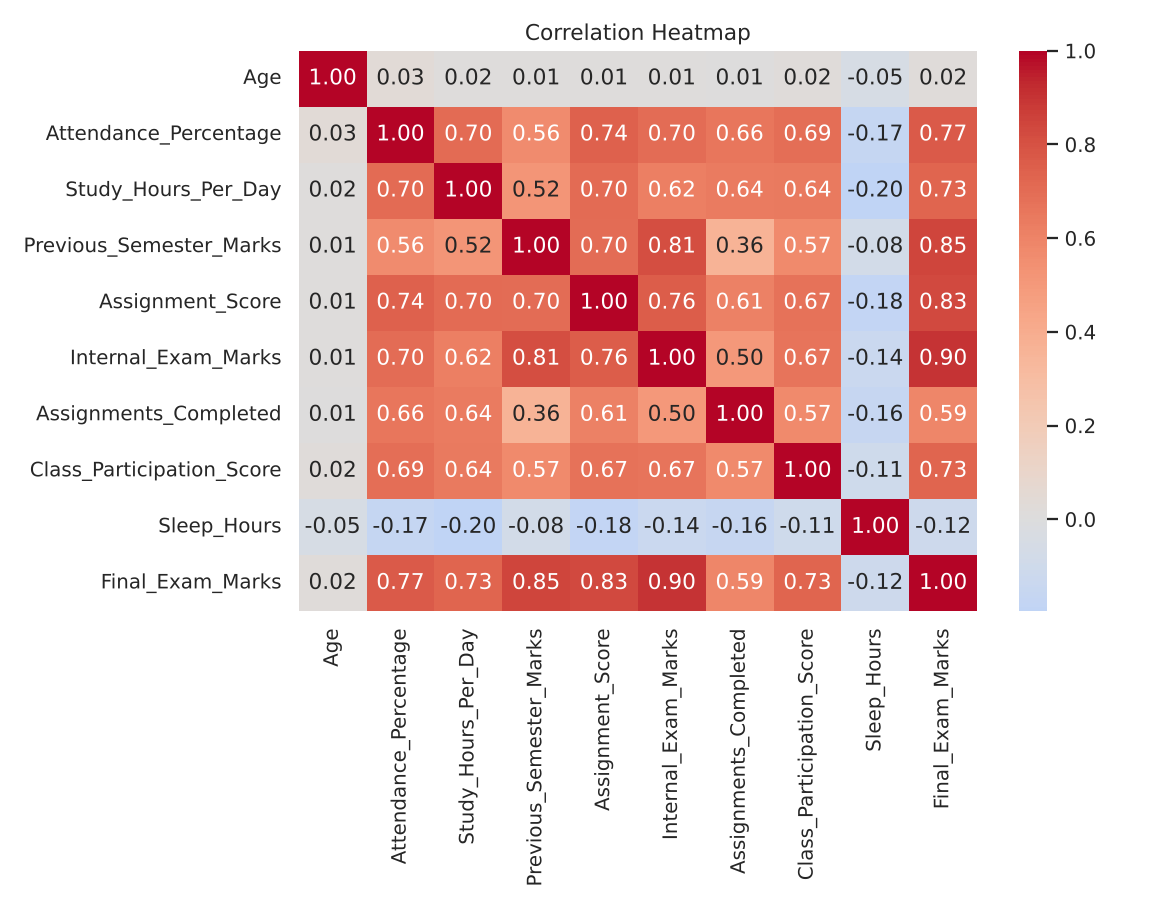 Correlation Heatmap
Age 1.00 0.03 0.02 0.01 0.01 0.01 0.01 0.02 -0.05 0.02
Attendance_Percentage 0.03 1.00 0.70 0.56 0.74 0.70 0.66 0.69 -0.17 0.77
Study_Hours_Per_Day 0.02 0.70 1.00 0.52 0.70 0.62 0.64 0.64 -0.20 0.73
Previous_Semester_Marks 0.01 0.56 0.52 1.00 0.70 0.81 0.36 0.57 -0.08 0.85
Assignment_Score 0.01 0.74 0.70 0.70 1.00 0.76 0.61 0.67 -0.18 0.83
Internal_Exam_Marks 0.01 0.70 0.62 0.81 0.76 1.00 0.50 0.67 -0.14 0.90
Assignments_Completed 0.01 0.66 0.64 0.36 0.61 0.50 1.00 0.57 -0.16 0.59
Class_Participation_Score 0.02 0.69 0.64 0.57 0.67 0.67 0.57 1.00 -0.11 0.73
Sleep_Hours -0.05 -0.17 -0.20 -0.08 -0.18 -0.14 -0.16 -0.11 1.00 -0.12
Final_Exam_Marks 0.02 0.77 0.73 0.85 0.83 0.90 0.59 0.73 -0.12 1.00
Age
Attendance_Percentage
Study_Hours_Per_Day
Previous_Semester_Marks
Assignment_Score
Internal_Exam_Marks
Assignments_Completed
Class_Participation_Score
Sleep_Hours
Final_Exam_Marks
1.0
0.8
0.6
0.4
0.2
0.0